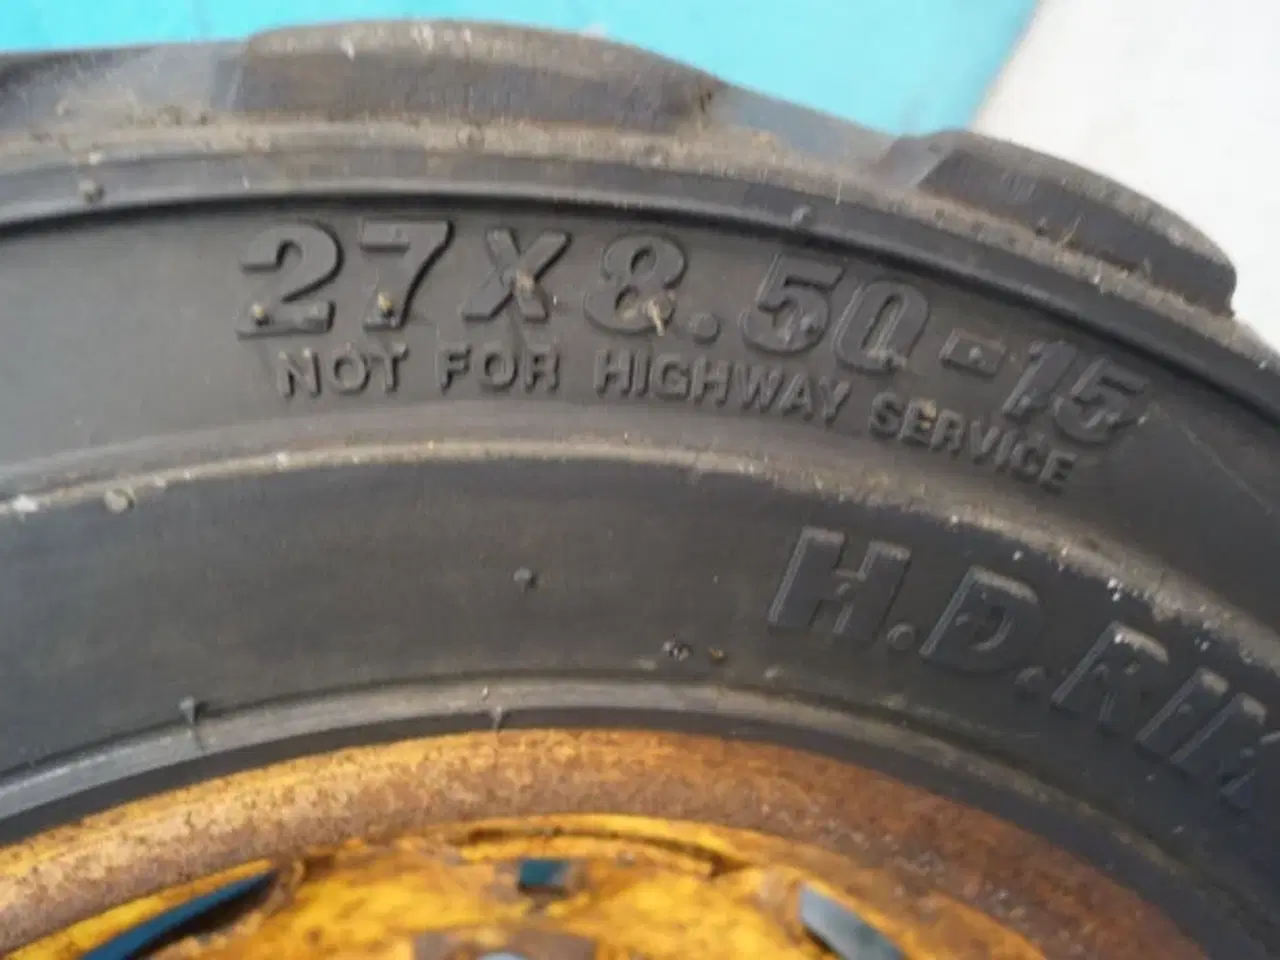 27X8.50-15
NOT FOR HIGHWAY SERVICE
H.D.RIM